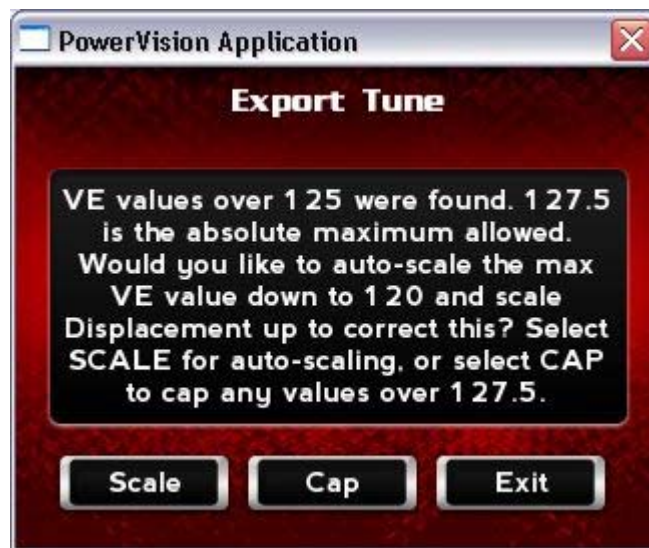 PowerVision Application
Export Tune
VE values over 125 were found. 127.5
is the absolute maximum allowed.
Would you like to auto-scale the max
VE value down to 120 and scale
Displacement up to correct this? Select
SCALE for auto-scaling, or select CAP
to cap any values over 127.5.
Scale Cap Exit